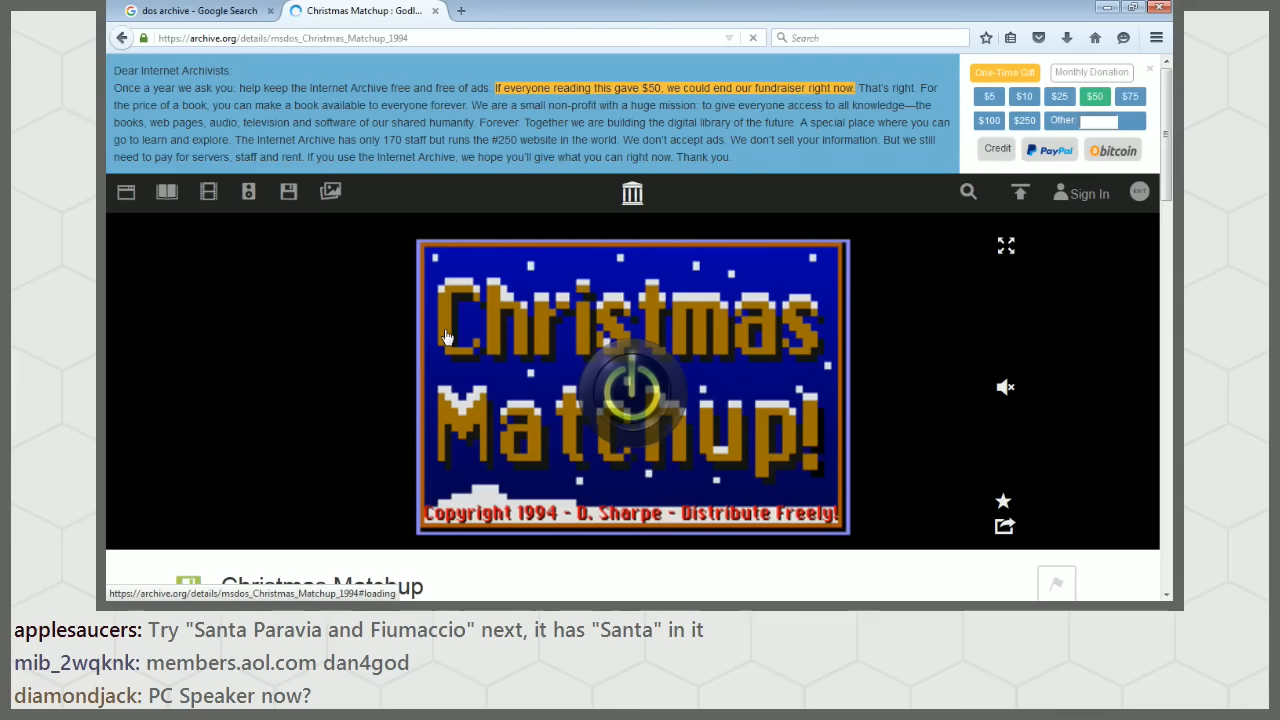 dos archive - Google Search
Christmas Matchup : Godl...
https://archive.org/details/msdos_Christmas_Matchup_1994
Search
Dear Internet Archivists:
Once a year we ask you: help keep the Internet Archive free and free of ads. If everyone reading this gave $50, we could end our fundraiser right now. That's right. For
the price of a book, you can make a book available to everyone forever. We are a small non-profit with a huge mission: to give everyone access to all knowledge—the
books, web pages, audio, television and software of our shared humanity. Forever. Together we are building the digital library of the future. A special place where you can
go to learn and explore. The Internet Archive has only 170 staff but runs the #250 website in the world. We don't accept ads. We don't sell your information. But we still
need to pay for servers, staff and rent. If you use the Internet Archive, we hope you'll give what you can right now. Thank you.
One-Time Gift
Monthly Donation
$5 $10 $25 $50 $75
$100 $250 Other:
Credit PayPal bitcoin
Sign In
EXIT
Christmas
Matchup!
Copyright 1994 - D. Sharpe - Distribute Freely!
Christmas Matchup
https://archive.org/details/msdos_Christmas_Matchup_1994#loading
applesaucers: Try "Santa Paravia and Fiumaccio" next, it has "Santa" in it
mib_2wqknk: members.aol.com dan4god
diamondjack: PC Speaker now?